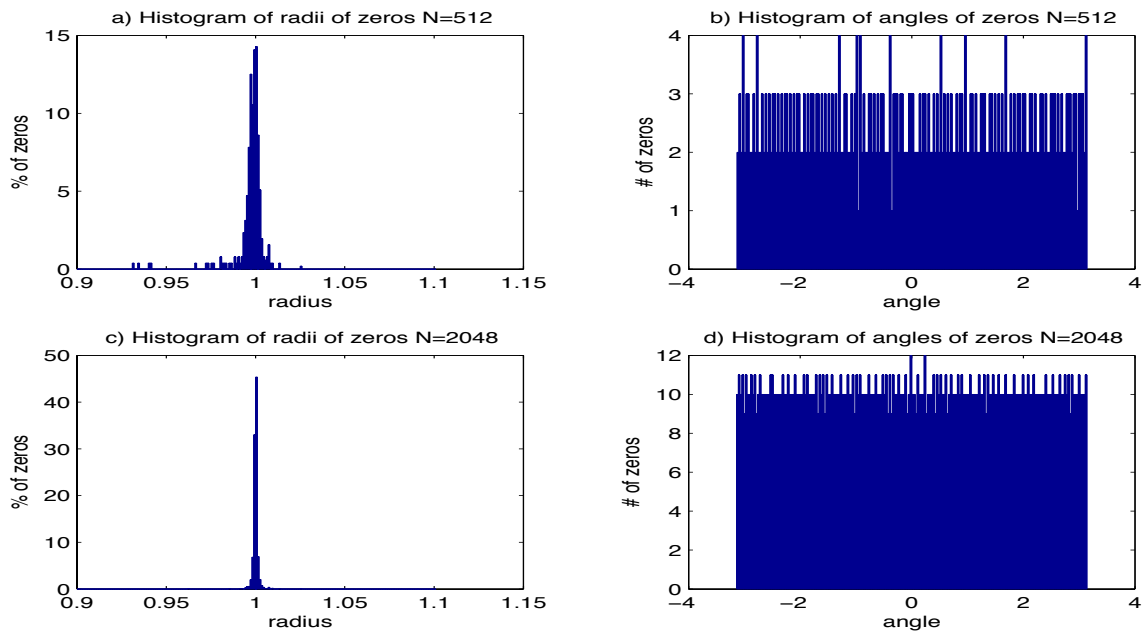 a) Histogram of radii of zeros N=512
15
10
5
0
% of zeros
0.9 0.95 1 1.05 1.1 1.15
radius
b) Histogram of angles of zeros N=512
4
3
2
1
0
# of zeros
−4 −2 0 2 4
angle
c) Histogram of radii of zeros N=2048
50
40
30
20
10
0
% of zeros
0.9 0.95 1 1.05 1.1 1.15
radius
d) Histogram of angles of zeros N=2048
12
10
8
6
4
2
0
# of zeros
−4 −2 0 2 4
angle